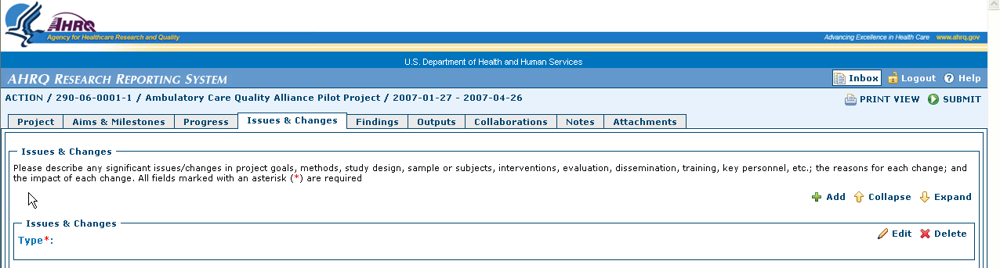 AHRQ
Agency for Healthcare Research and Quality
Advancing Excellence in Health Care www.ahrq.gov
U.S. Department of Health and Human Services
AHRQ RESEARCH REPORTING SYSTEM
Inbox Logout Help
ACTION / 290-06-0001-1 / Ambulatory Care Quality Alliance Pilot Project / 2007-01-27 - 2007-04-26
PRINT VIEW SUBMIT
Project Aims & Milestones Progress Issues & Changes Findings Outputs Collaborations Notes Attachments
Issues & Changes
Please describe any significant issues/changes in project goals, methods, study design, sample or subjects, interventions, evaluation, dissemination, training, key personnel, etc.; the reasons for each change; and
the impact of each change. All fields marked with an asterisk (*) are required
Add Collapse Expand
Issues & Changes
Type*:
Edit Delete